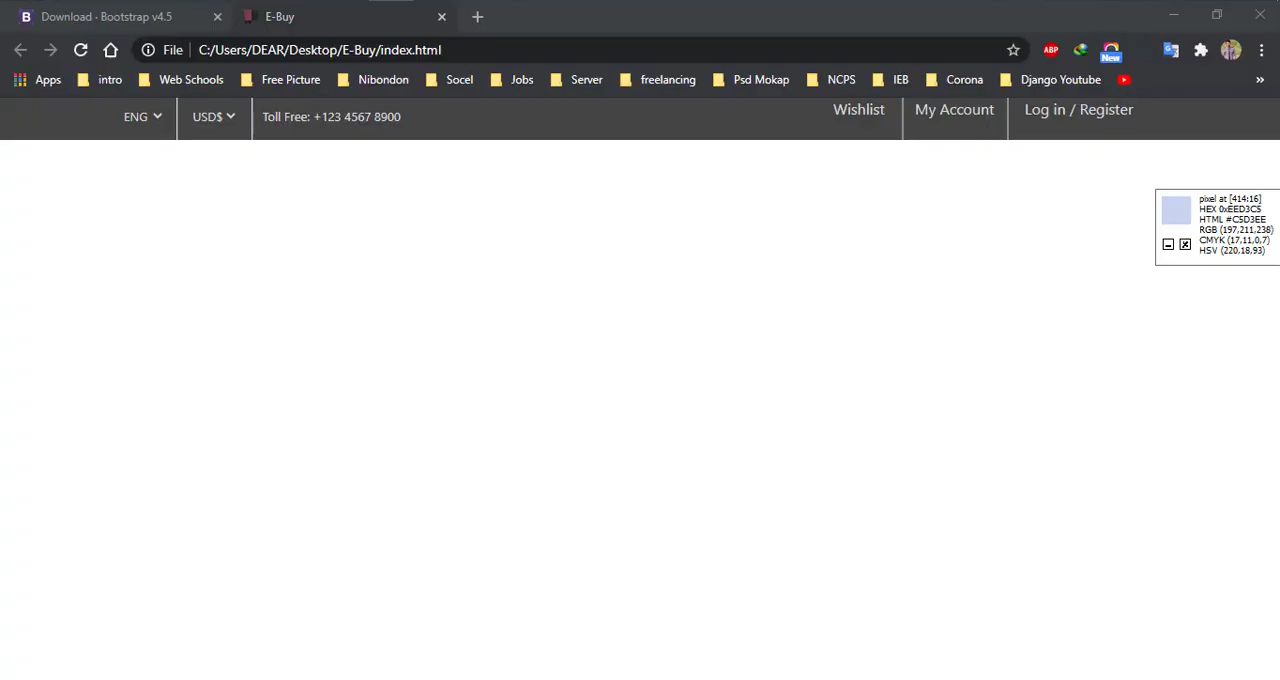 B Download · Bootstrap v4.5
E-Buy
File
C:/Users/DEAR/Desktop/E-Buy/index.html
ABP
New
Apps
intro
Web Schools
Free Picture
Nibondon
Socel
Jobs
Server
freelancing
Psd Mokap
NCPS
IEB
Corona
Django Youtube
»
ENG
USD$
Toll Free: +123 4567 8900
Wishlist
My Account
Log in / Register
pixel at [414:16]
HEX 0xEED3C5
HTML #C5D3EE
RGB (197,211,238)
CMYK (17,11,0,7)
HSV (220,18,93)